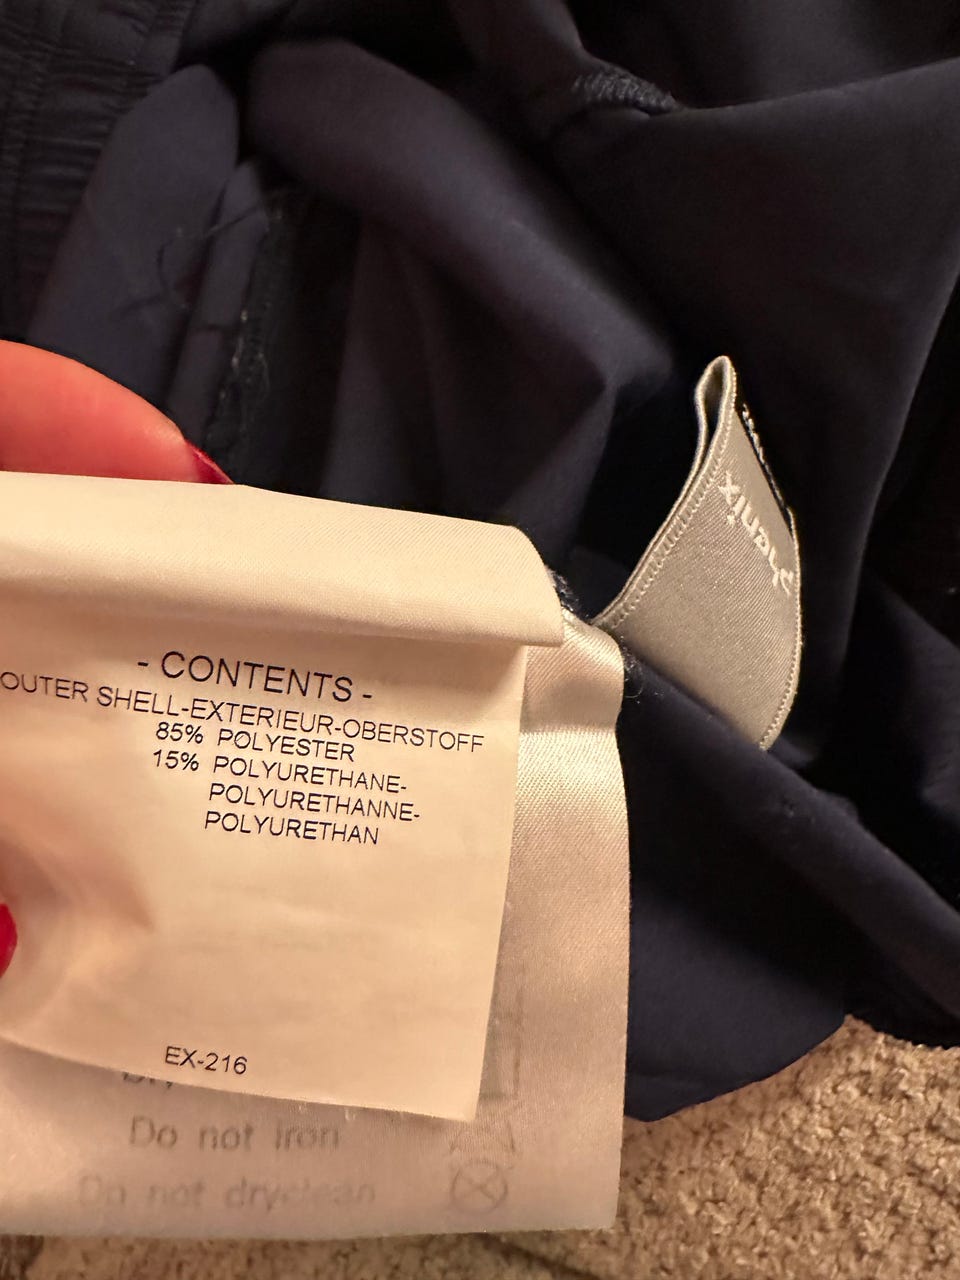 phenix
- CONTENTS -
OUTER SHELL-EXTERIEUR-OBERSTOFF
85% POLYESTER
15% POLYURETHANE-
POLYURETHANNE-
POLYURETHAN
EX-216
Do not iron
Do not dryclean